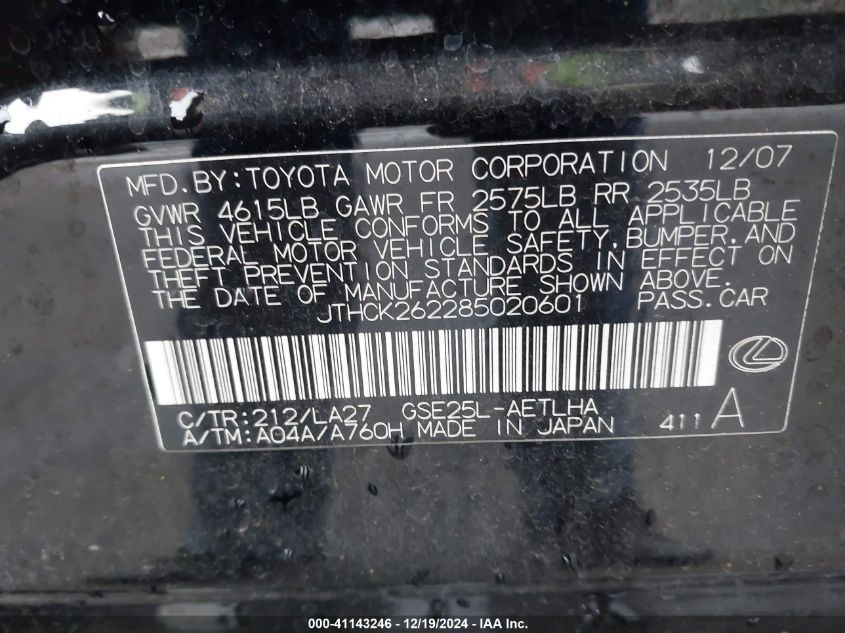 MFD.BY:TOYOTA MOTOR CORPORATION 12/07
GVWR 4615LB GAWR FR 2575LB RR 2535LB
THIS VEHICLE CONFORMS TO ALL APPLICABLE
FEDERAL MOTOR VEHICLE SAFETY,BUMPER,AND
THEFT PREVENTION STANDARDS IN EFFECT ON
THE DATE OF MANUFACTURE SHOWN ABOVE.
JTHCK262285020601 PASS.CAR
C/TR:212/LA27 GSE25L-AETLHA
A/TM:A04A/A760H MADE IN JAPAN 411 A
000-41143246 - 12/19/2024 - IAA Inc.